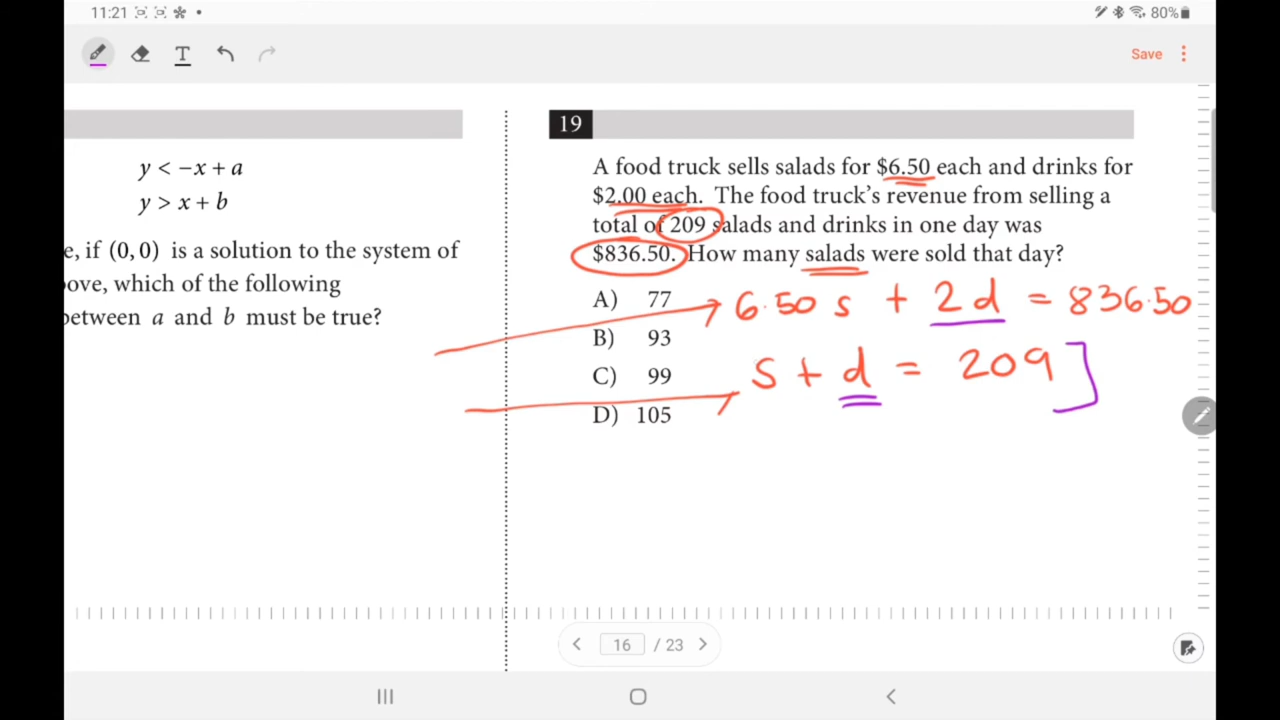 11:21
80%
T
Save
y < −x + a
y > x + b
e, if (0, 0) is a solution to the system of
ove, which of the following
between a and b must be true?
19
A food truck sells salads for $6.50 each and drinks for
$2.00 each. The food truck’s revenue from selling a
total of 209 salads and drinks in one day was
$836.50. How many salads were sold that day?
A) 77
B) 93
C) 99
D) 105
6.50 s + 2 d = 836.50
s + d = 209
16 / 23